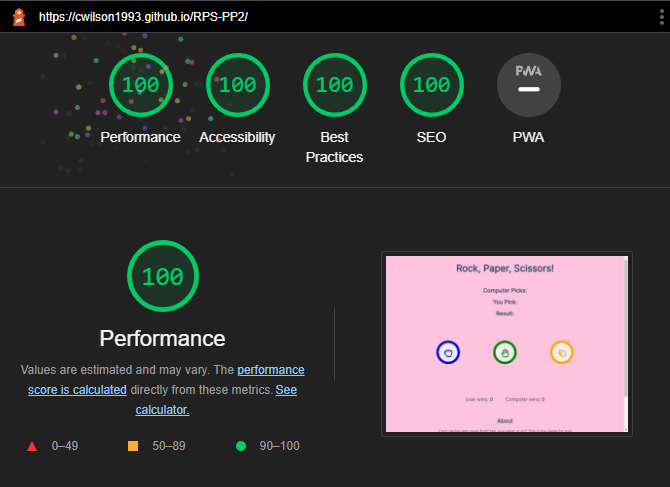 https://cwilson1993.github.io/RPS-PP2/
100 100 100 100 PWA
Performance Accessibility Best Practices SEO PWA
100
Performance
Values are estimated and may vary. The performance
score is calculated directly from these metrics. See
calculator.
0–49 50–89 90–100
Rock, Paper, Scissors!
Computer Picks:
You Pick:
Result:
User wins: 0 Computer wins: 0
About